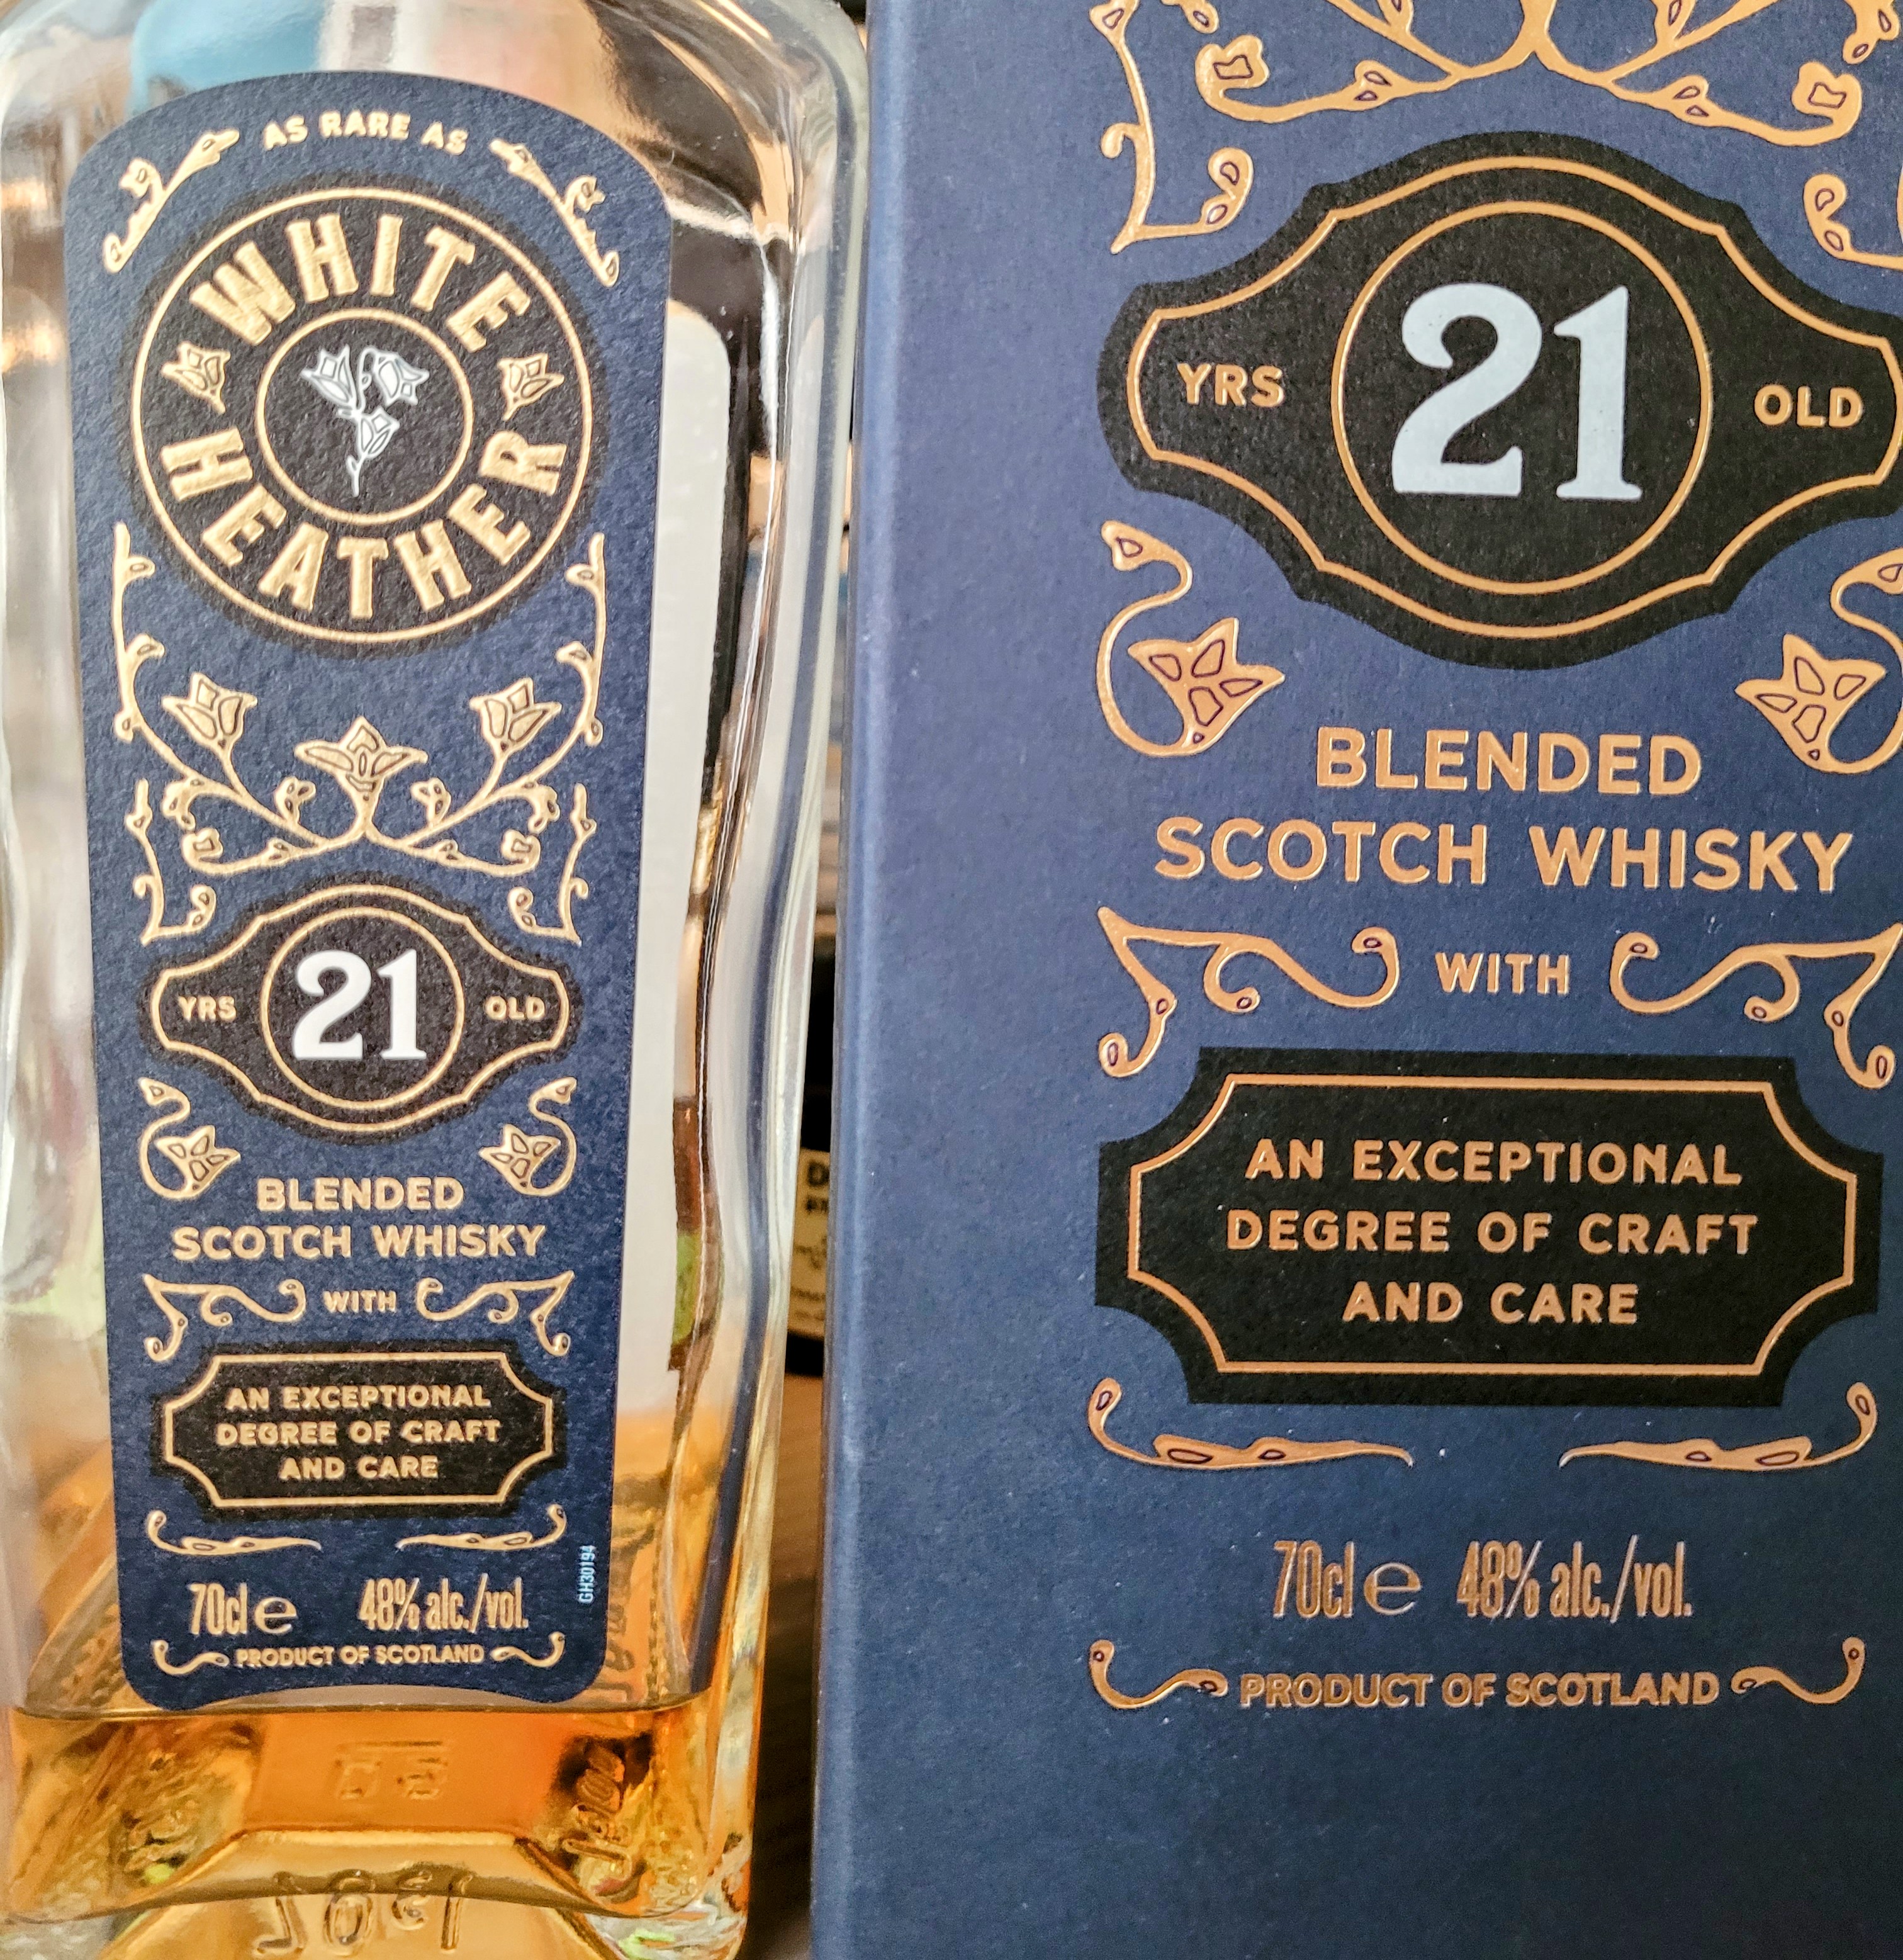 AS RARE AS
WHITE
HEATHER
YRS 21 OLD
BLENDED
SCOTCH WHISKY
WITH
AN EXCEPTIONAL
DEGREE OF CRAFT
AND CARE
GH30194
70cl e 48% alc./vol.
PRODUCT OF SCOTLAND
YRS 21 OLD
BLENDED
SCOTCH WHISKY
WITH
AN EXCEPTIONAL
DEGREE OF CRAFT
AND CARE
70cl e 48% alc./vol.
PRODUCT OF SCOTLAND